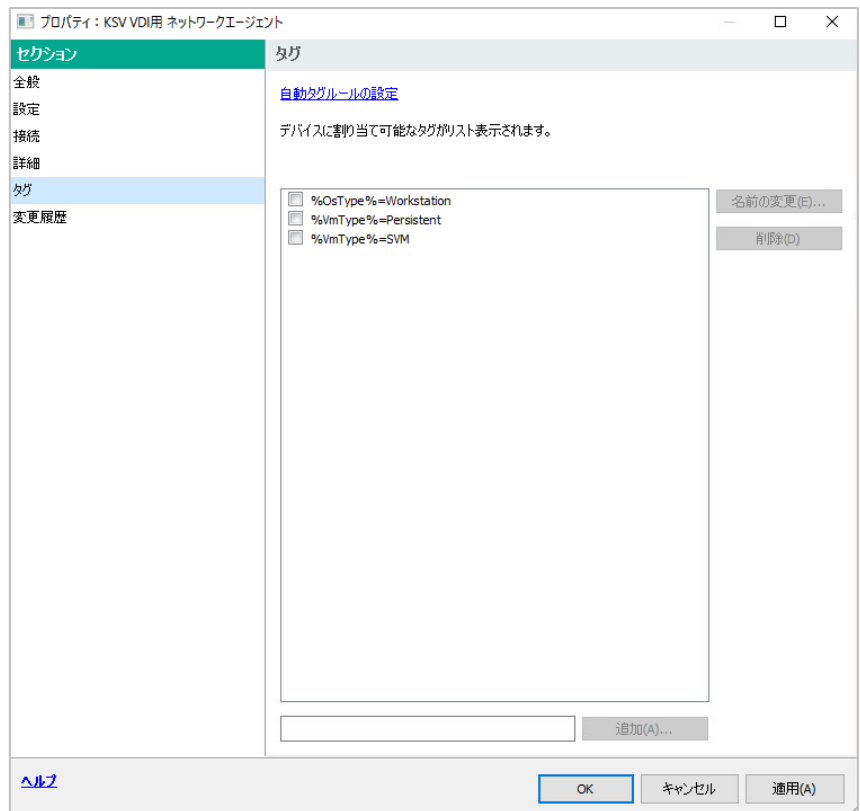 プロパティ：KSV VDI用 ネットワークエージェント
セクション
全般
設定
接続
詳細
タグ
変更履歴
タグ
自動タグルールの設定
デバイスに割り当て可能なタグがリスト表示されます。
%OsType%=Workstation
%VmType%=Persistent
%VmType%=SVM
名前の変更(E)...
削除(D)
追加(A)...
ヘルプ
OK
キャンセル
適用(A)